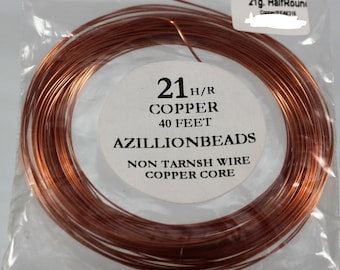 21g. HalfRound
21 H/R
COPPER
40 FEET
AZILLIONBEADS
NON TARNSH WIRE
COPPER CORE